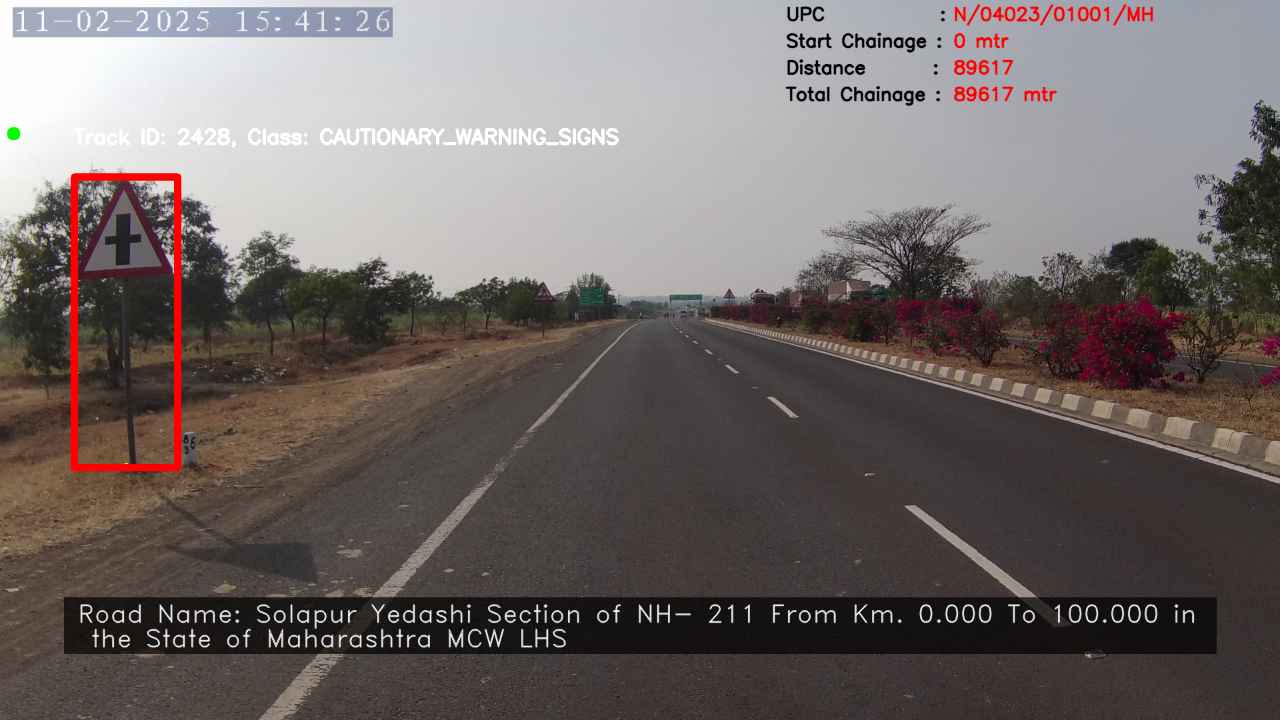 11-02-2025 15:41:26
UPC : N/04023/01001/MH
Start Chainage : 0 mtr
Distance : 89617
Total Chainage : 89617 mtr
Track ID: 2428, Class: CAUTIONARY_WARNING_SIGNS
Road Name: Solapur Yedashi Section of NH- 211 From Km. 0.000 To 100.000 in
the State of Maharashtra MCW LHS